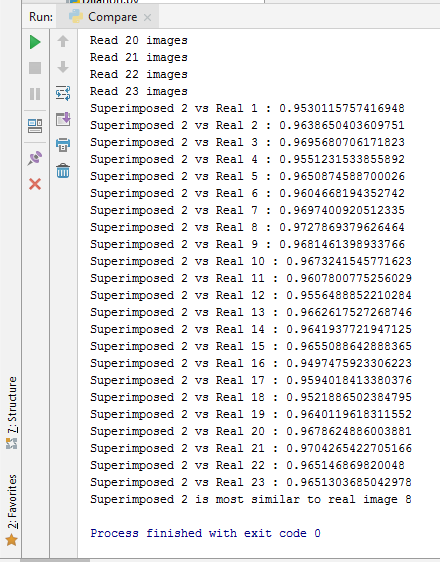 Dilation.py
Run: Compare ×
Read 20 images
Read 21 images
Read 22 images
Read 23 images
Superimposed 2 vs Real 1 : 0.9530115757416948
Superimposed 2 vs Real 2 : 0.9638650403609751
Superimposed 2 vs Real 3 : 0.9695680706171823
Superimposed 2 vs Real 4 : 0.9551231533855892
Superimposed 2 vs Real 5 : 0.9650874588700026
Superimposed 2 vs Real 6 : 0.9604668194352742
Superimposed 2 vs Real 7 : 0.9697400920512335
Superimposed 2 vs Real 8 : 0.9727869379626464
Superimposed 2 vs Real 9 : 0.9681461398933766
Superimposed 2 vs Real 10 : 0.9673241545771623
Superimposed 2 vs Real 11 : 0.9607800775256029
Superimposed 2 vs Real 12 : 0.9556488852210284
Superimposed 2 vs Real 13 : 0.9662617527268746
Superimposed 2 vs Real 14 : 0.9641937721947125
Superimposed 2 vs Real 15 : 0.9655088642888365
Superimposed 2 vs Real 16 : 0.9497475923306223
Superimposed 2 vs Real 17 : 0.9594018413380376
Superimposed 2 vs Real 18 : 0.9521886502384795
Superimposed 2 vs Real 19 : 0.9640119618311552
Superimposed 2 vs Real 20 : 0.9678624886003881
Superimposed 2 vs Real 21 : 0.9704265422705166
Superimposed 2 vs Real 22 : 0.965146869820048
Superimposed 2 vs Real 23 : 0.9651303685042978
Superimposed 2 is most similar to real image 8
Process finished with exit code 0
7: Structure
2: Favorites